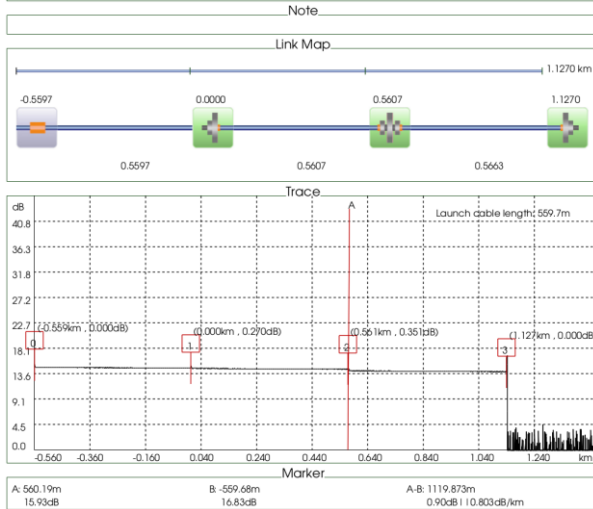 Note
Link Map
1.1270 km
-0.5597 0.0000 0.5607 1.1270
0.5597 0.5607 0.5663
Trace
dB
A
Launch cable length: 559.7m
40.8
36.3
31.8
27.2
22.7
(-0.559km , 0.000dB) (0.000km , 0.270dB) (0.561km , 0.351dB) (1.127km , 0.000dB
0 1 2 3
18.1
13.6
9.1
4.5
0.0
-0.560 -0.360 -0.160 0.040 0.240 0.440 0.640 0.840 1.040 1.240 km
Marker
A: 560.19m B: -559.68m A-B: 1119.873m
15.93dB 16.83dB 0.90dB | | 0.803dB/km